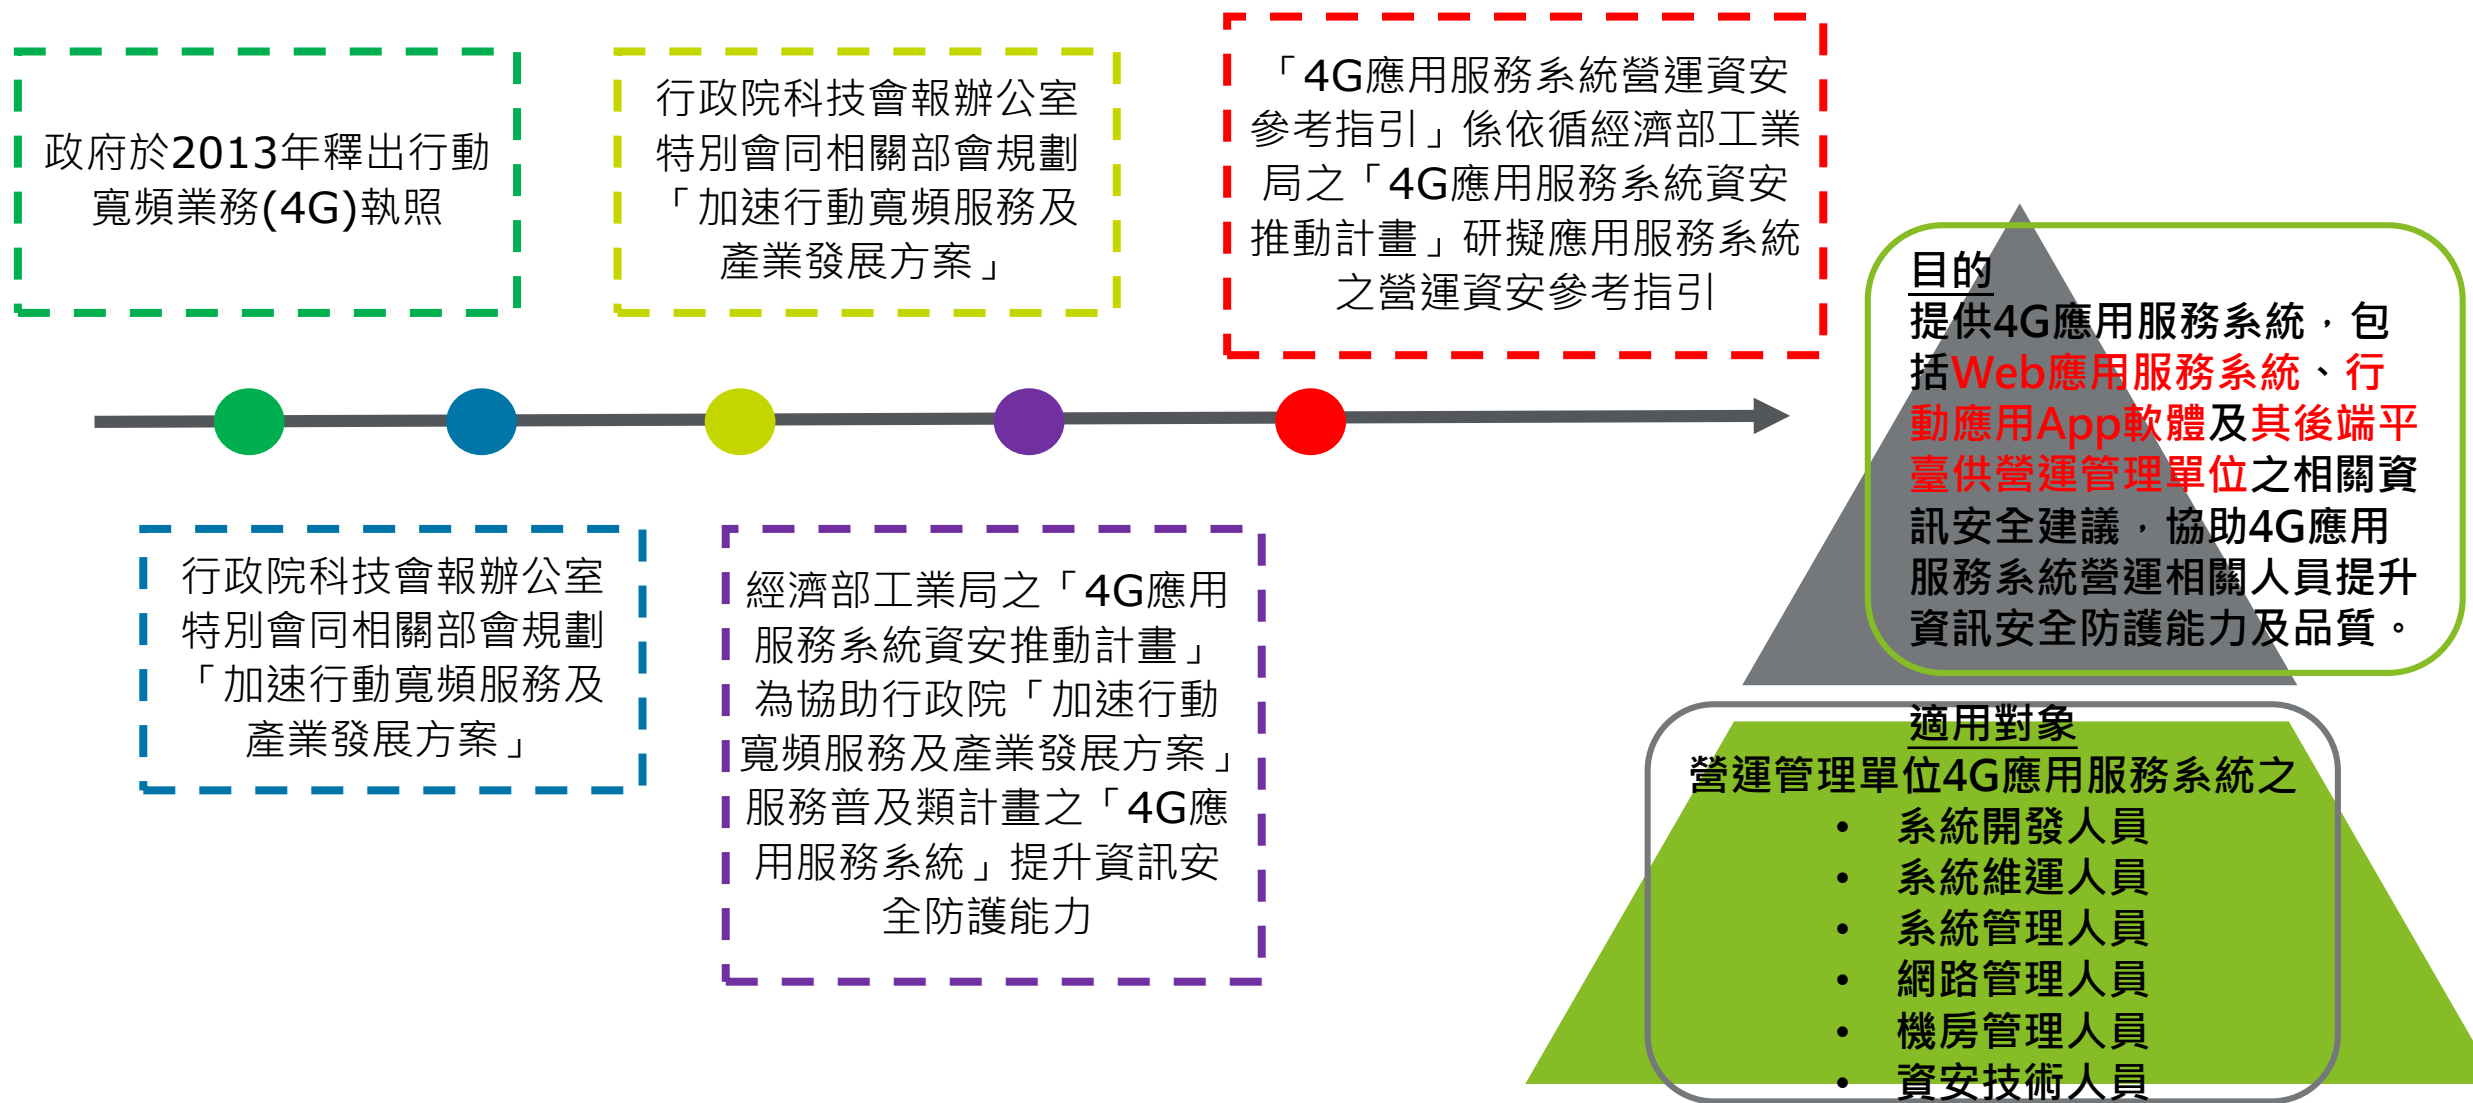 政府於2013年釋出行動
寬頻業務(4G)執照
行政院科技會報辦公室
特別會同相關部會規劃
「加速行動寬頻服務及
產業發展方案」
「4G應用服務系統營運資安
參考指引」係依循經濟部工業
局之「4G應用服務系統資安
推動計畫」研擬應用服務系統
之營運資安參考指引
行政院科技會報辦公室
特別會同相關部會規劃
「加速行動寬頻服務及
產業發展方案」
經濟部工業局之「4G應用
服務系統資安推動計畫」
為協助行政院「加速行動
寬頻服務及產業發展方案」
服務普及類計畫之「4G應
用服務系統」提升資訊安
全防護能力
目的
提供4G應用服務系統，包
括Web應用服務系統、行
動應用App軟體及其後端平
臺供營運管理單位之相關資
訊安全建議，協助4G應用
服務系統營運相關人員提升
資訊安全防護能力及品質。
適用對象
營運管理單位4G應用服務系統之
• 系統開發人員
• 系統維運人員
• 系統管理人員
• 網路管理人員
• 機房管理人員
• 資安技術人員